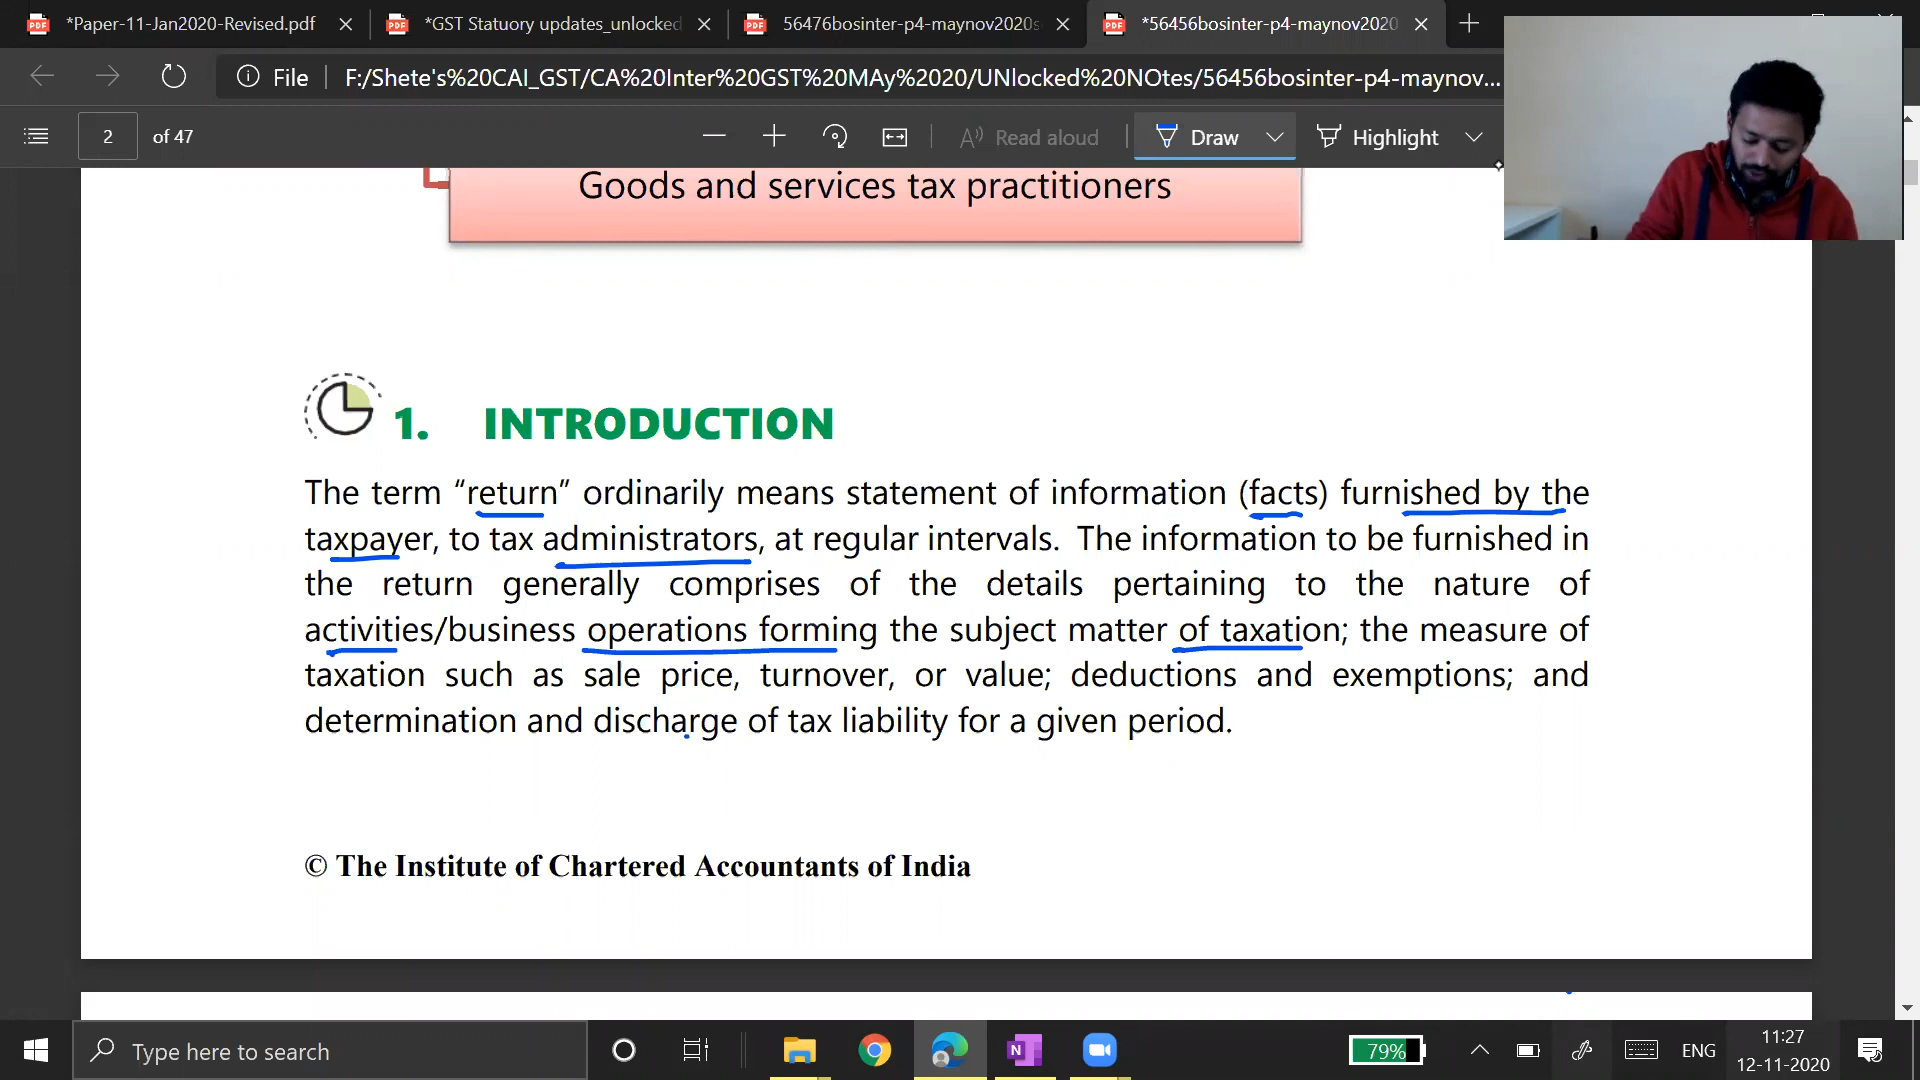 *Paper-11-Jan2020-Revised.pdf
*GST Statuory updates_unlocked
56476bosinter-p4-maynov2020s
*56456bosinter-p4-maynov2020
File
F:/Shete's%20CAI_GST/CA%20Inter%20GST%20MAy%2020/UNlocked%20NOtes/56456bosinter-p4-maynov...
2 of 47
Read aloud
Draw
Highlight
Goods and services tax practitioners
1. INTRODUCTION
The term “return” ordinarily means statement of information (facts) furnished by the
taxpayer, to tax administrators, at regular intervals. The information to be furnished in
the return generally comprises of the details pertaining to the nature of
activities/business operations forming the subject matter of taxation; the measure of
taxation such as sale price, turnover, or value; deductions and exemptions; and
determination and discharge of tax liability for a given period.
© The Institute of Chartered Accountants of India
Type here to search
79%
ENG
11:27
12-11-2020